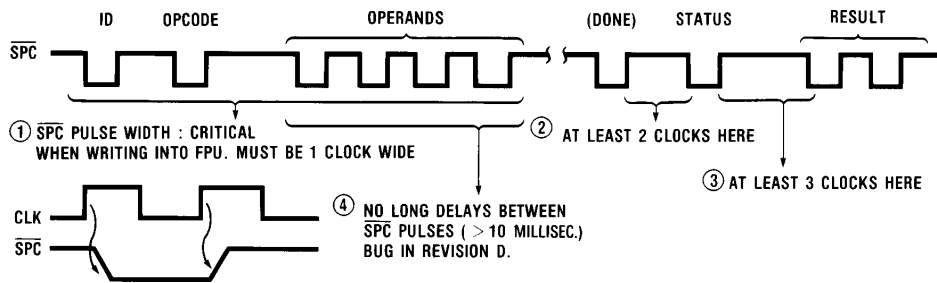 ID OPCODE OPERANDS (DONE) STATUS RESULT
SPC
① SPC PULSE WIDTH : CRITICAL
WHEN WRITING INTO FPU. MUST BE 1 CLOCK WIDE
② AT LEAST 2 CLOCKS HERE
③ AT LEAST 3 CLOCKS HERE
④ NO LONG DELAYS BETWEEN
SPC PULSES ( > 10 MILLISEC.)
BUG IN REVISION D.
CLK
SPC